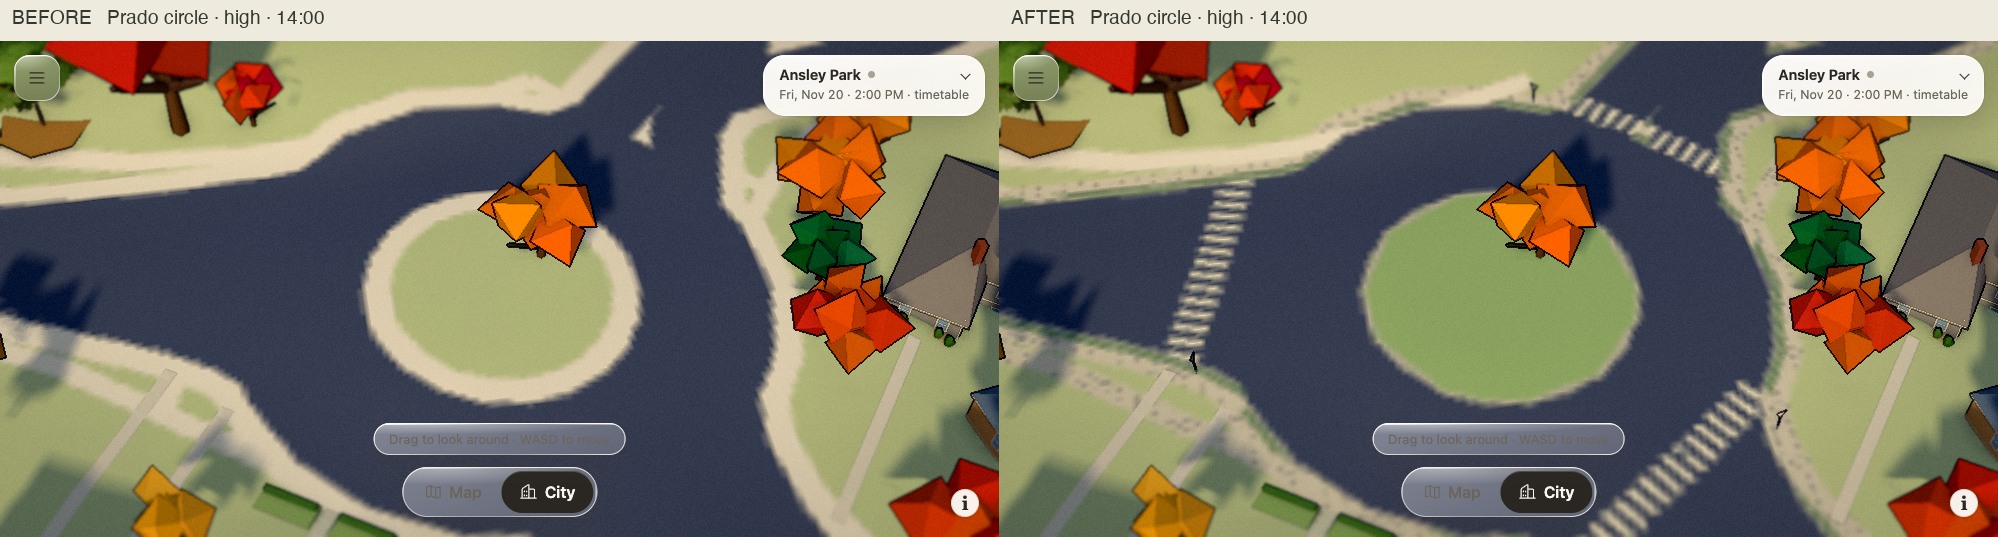 BEFORE Prado circle · high · 14:00
Ansley Park
Fri, Nov 20 · 2:00 PM · timetable
Drag to look around · WASD to move
Map
City
i
AFTER Prado circle · high · 14:00
Ansley Park
Fri, Nov 20 · 2:00 PM · timetable
Drag to look around · WASD to move
Map
City
i